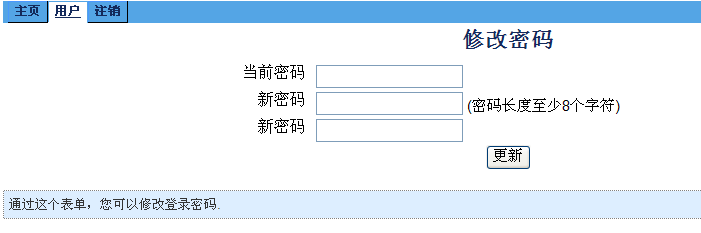 主页 用户 注销
修改密码
当前密码
新密码 (密码长度至少8个字符)
新密码
更新
通过这个表单，您可以修改登录密码.